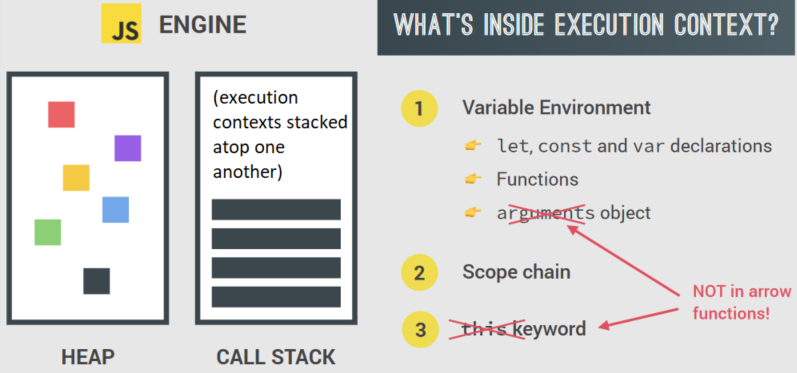 JS ENGINE
(execution
contexts stacked
atop one
another)
HEAP
CALL STACK
WHAT'S INSIDE EXECUTION CONTEXT?
1 Variable Environment
let, const and var declarations
Functions
arguments object
2 Scope chain
3 this keyword
NOT in arrow
functions!